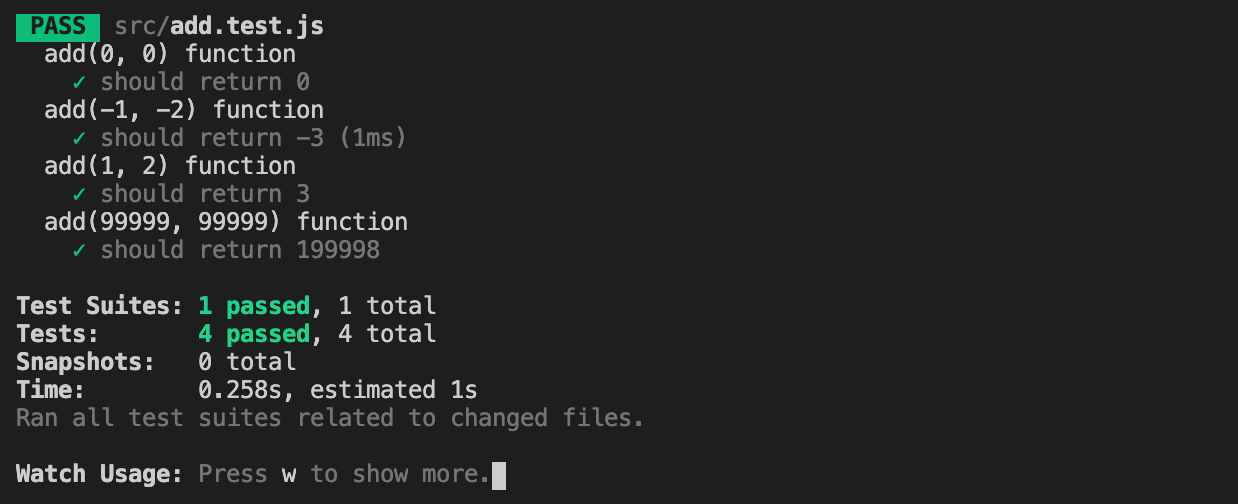 PASS src/add.test.js
add(0, 0) function
✓ should return 0
add(-1, -2) function
✓ should return -3 (1ms)
add(1, 2) function
✓ should return 3
add(99999, 99999) function
✓ should return 199998
Test Suites: 1 passed, 1 total
Tests: 4 passed, 4 total
Snapshots: 0 total
Time: 0.258s, estimated 1s
Ran all test suites related to changed files.
Watch Usage: Press w to show more.